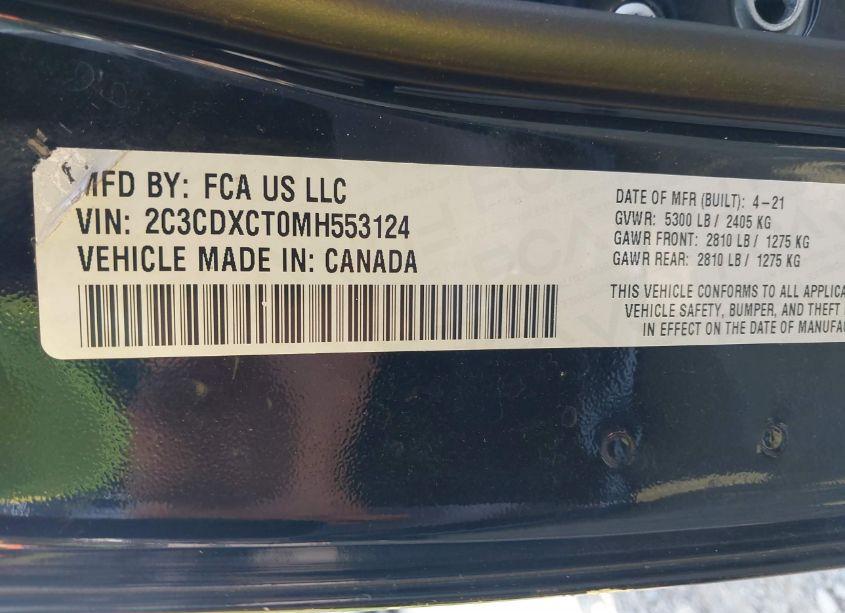 MFD BY: FCA US LLC
VIN: 2C3CDXCT0MH553124
VEHICLE MADE IN: CANADA
DATE OF MFR (BUILT): 4-21
GVWR: 5300 LB / 2405 KG
GAWR FRONT: 2810 LB / 1275 KG
GAWR REAR: 2810 LB / 1275 KG
THIS VEHICLE CONFORMS TO ALL APPLICA
VEHICLE SAFETY, BUMPER, AND THEFT
IN EFFECT ON THE DATE OF MANUFAC